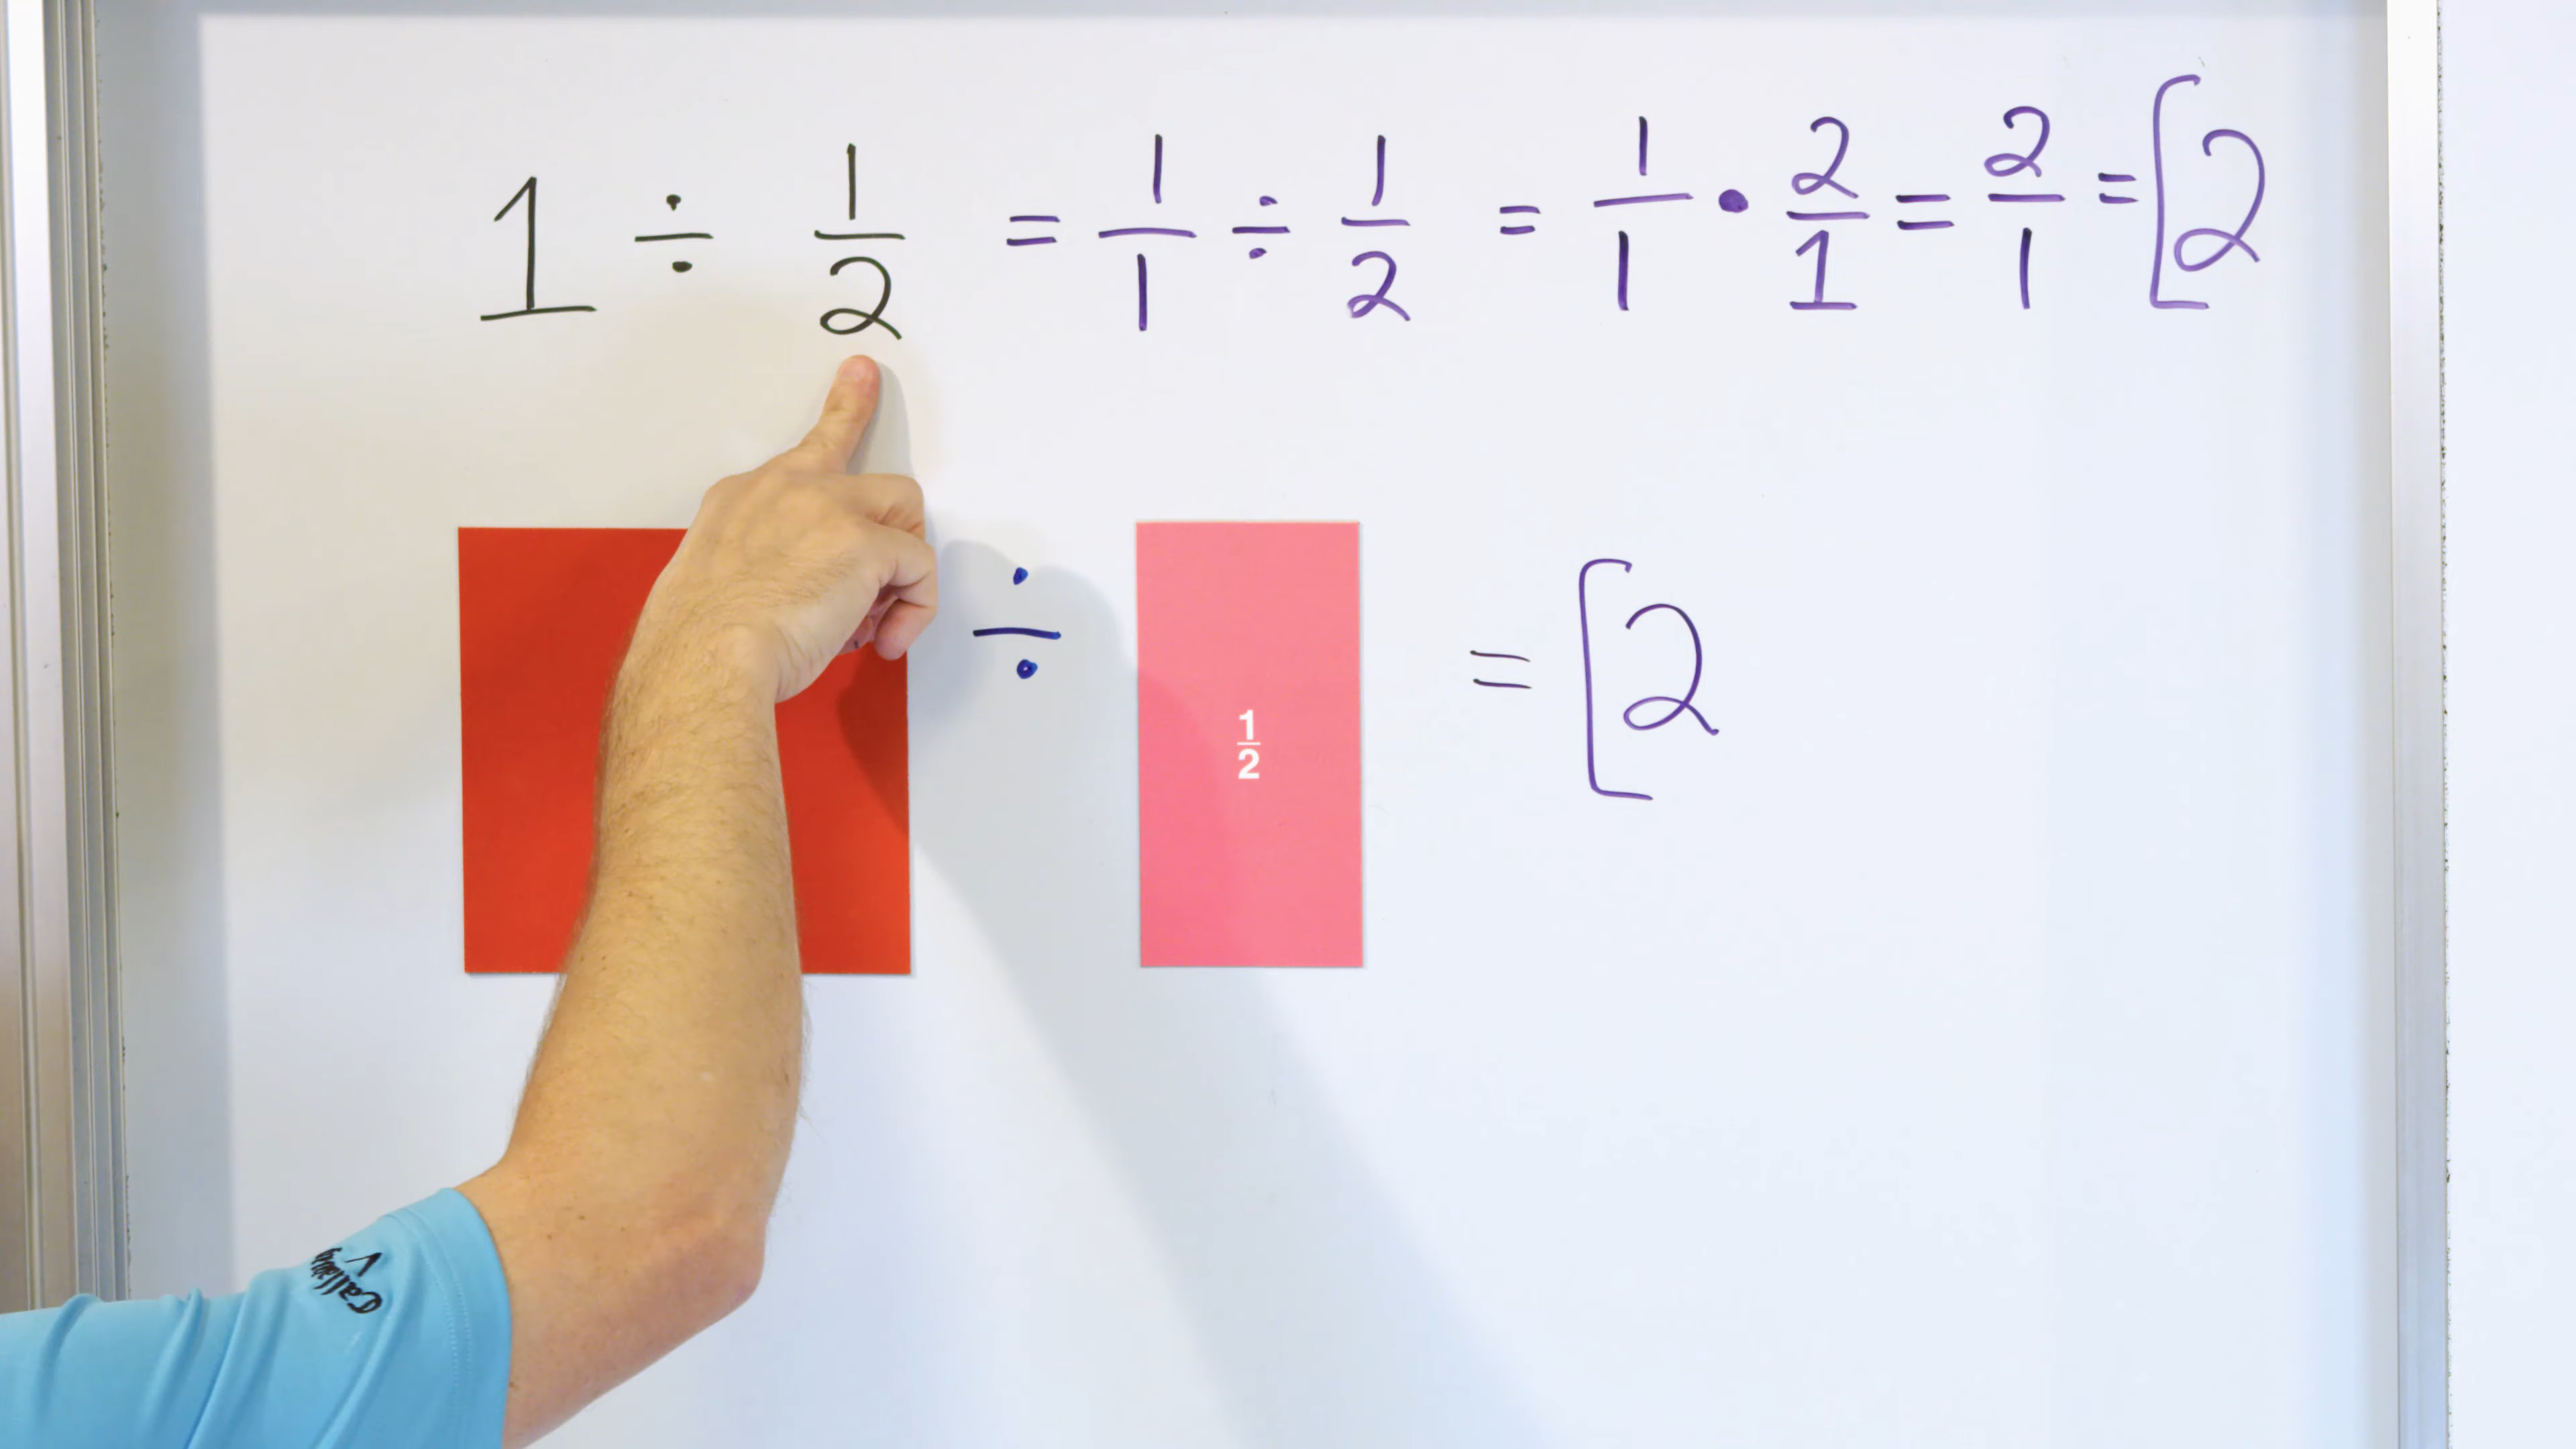 1 ÷ 1/2 = 1/1 ÷ 1/2 = 1/1 • 2/1 = 2/1 = [2
÷ 1/2 = [2